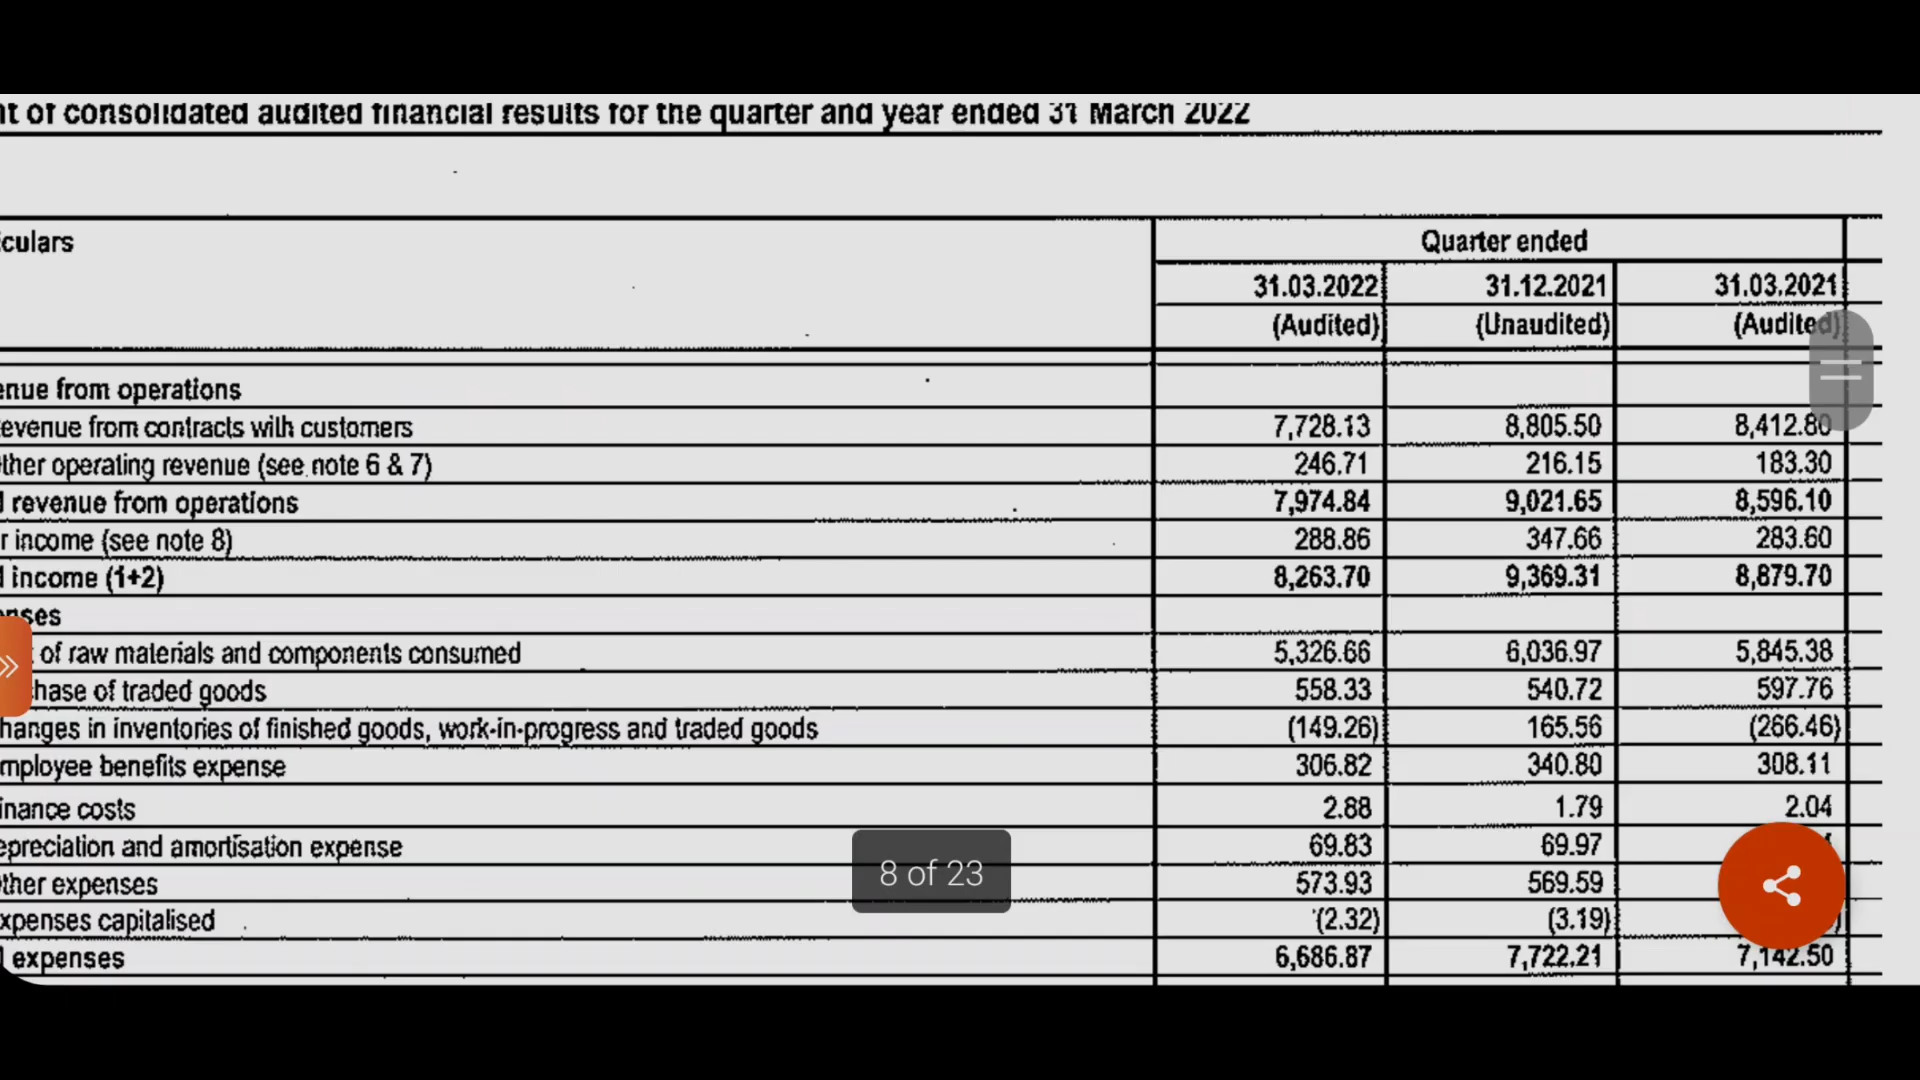 nt of consolidated audited financial results for the quarter and year ended 31 March 2022
iculars Quarter ended
31.03.2022 31.12.2021 31.03.2021
(Audited) (Unaudited) (Audited)
enue from operations
evenue from contracts with customers 7,728.13 8,805.50 8,412.80
ther operating revenue (see note 6 & 7) 246.71 216.15 183.30
l revenue from operations 7,974.84 9,021.65 8,596.10
r income (see note 8) 288.86 347.66 283.60
l income (1+2) 8,263.70 9,369.31 8,879.70
enses
t of raw materials and components consumed 5,326.66 6,036.97 5,845.38
hase of traded goods 558.33 540.72 597.76
hanges in inventories of finished goods, work-in-progress and traded goods (149.26) 165.56 (266.46)
mployee benefits expense 306.82 340.80 308.11
inance costs 2.88 1.79 2.04
epreciation and amortisation expense 69.83 69.97
ther expenses 573.93 569.59
xpenses capitalised (2.32) (3.19)
l expenses 6,686.87 7,722.21 7,142.50
8 of 23